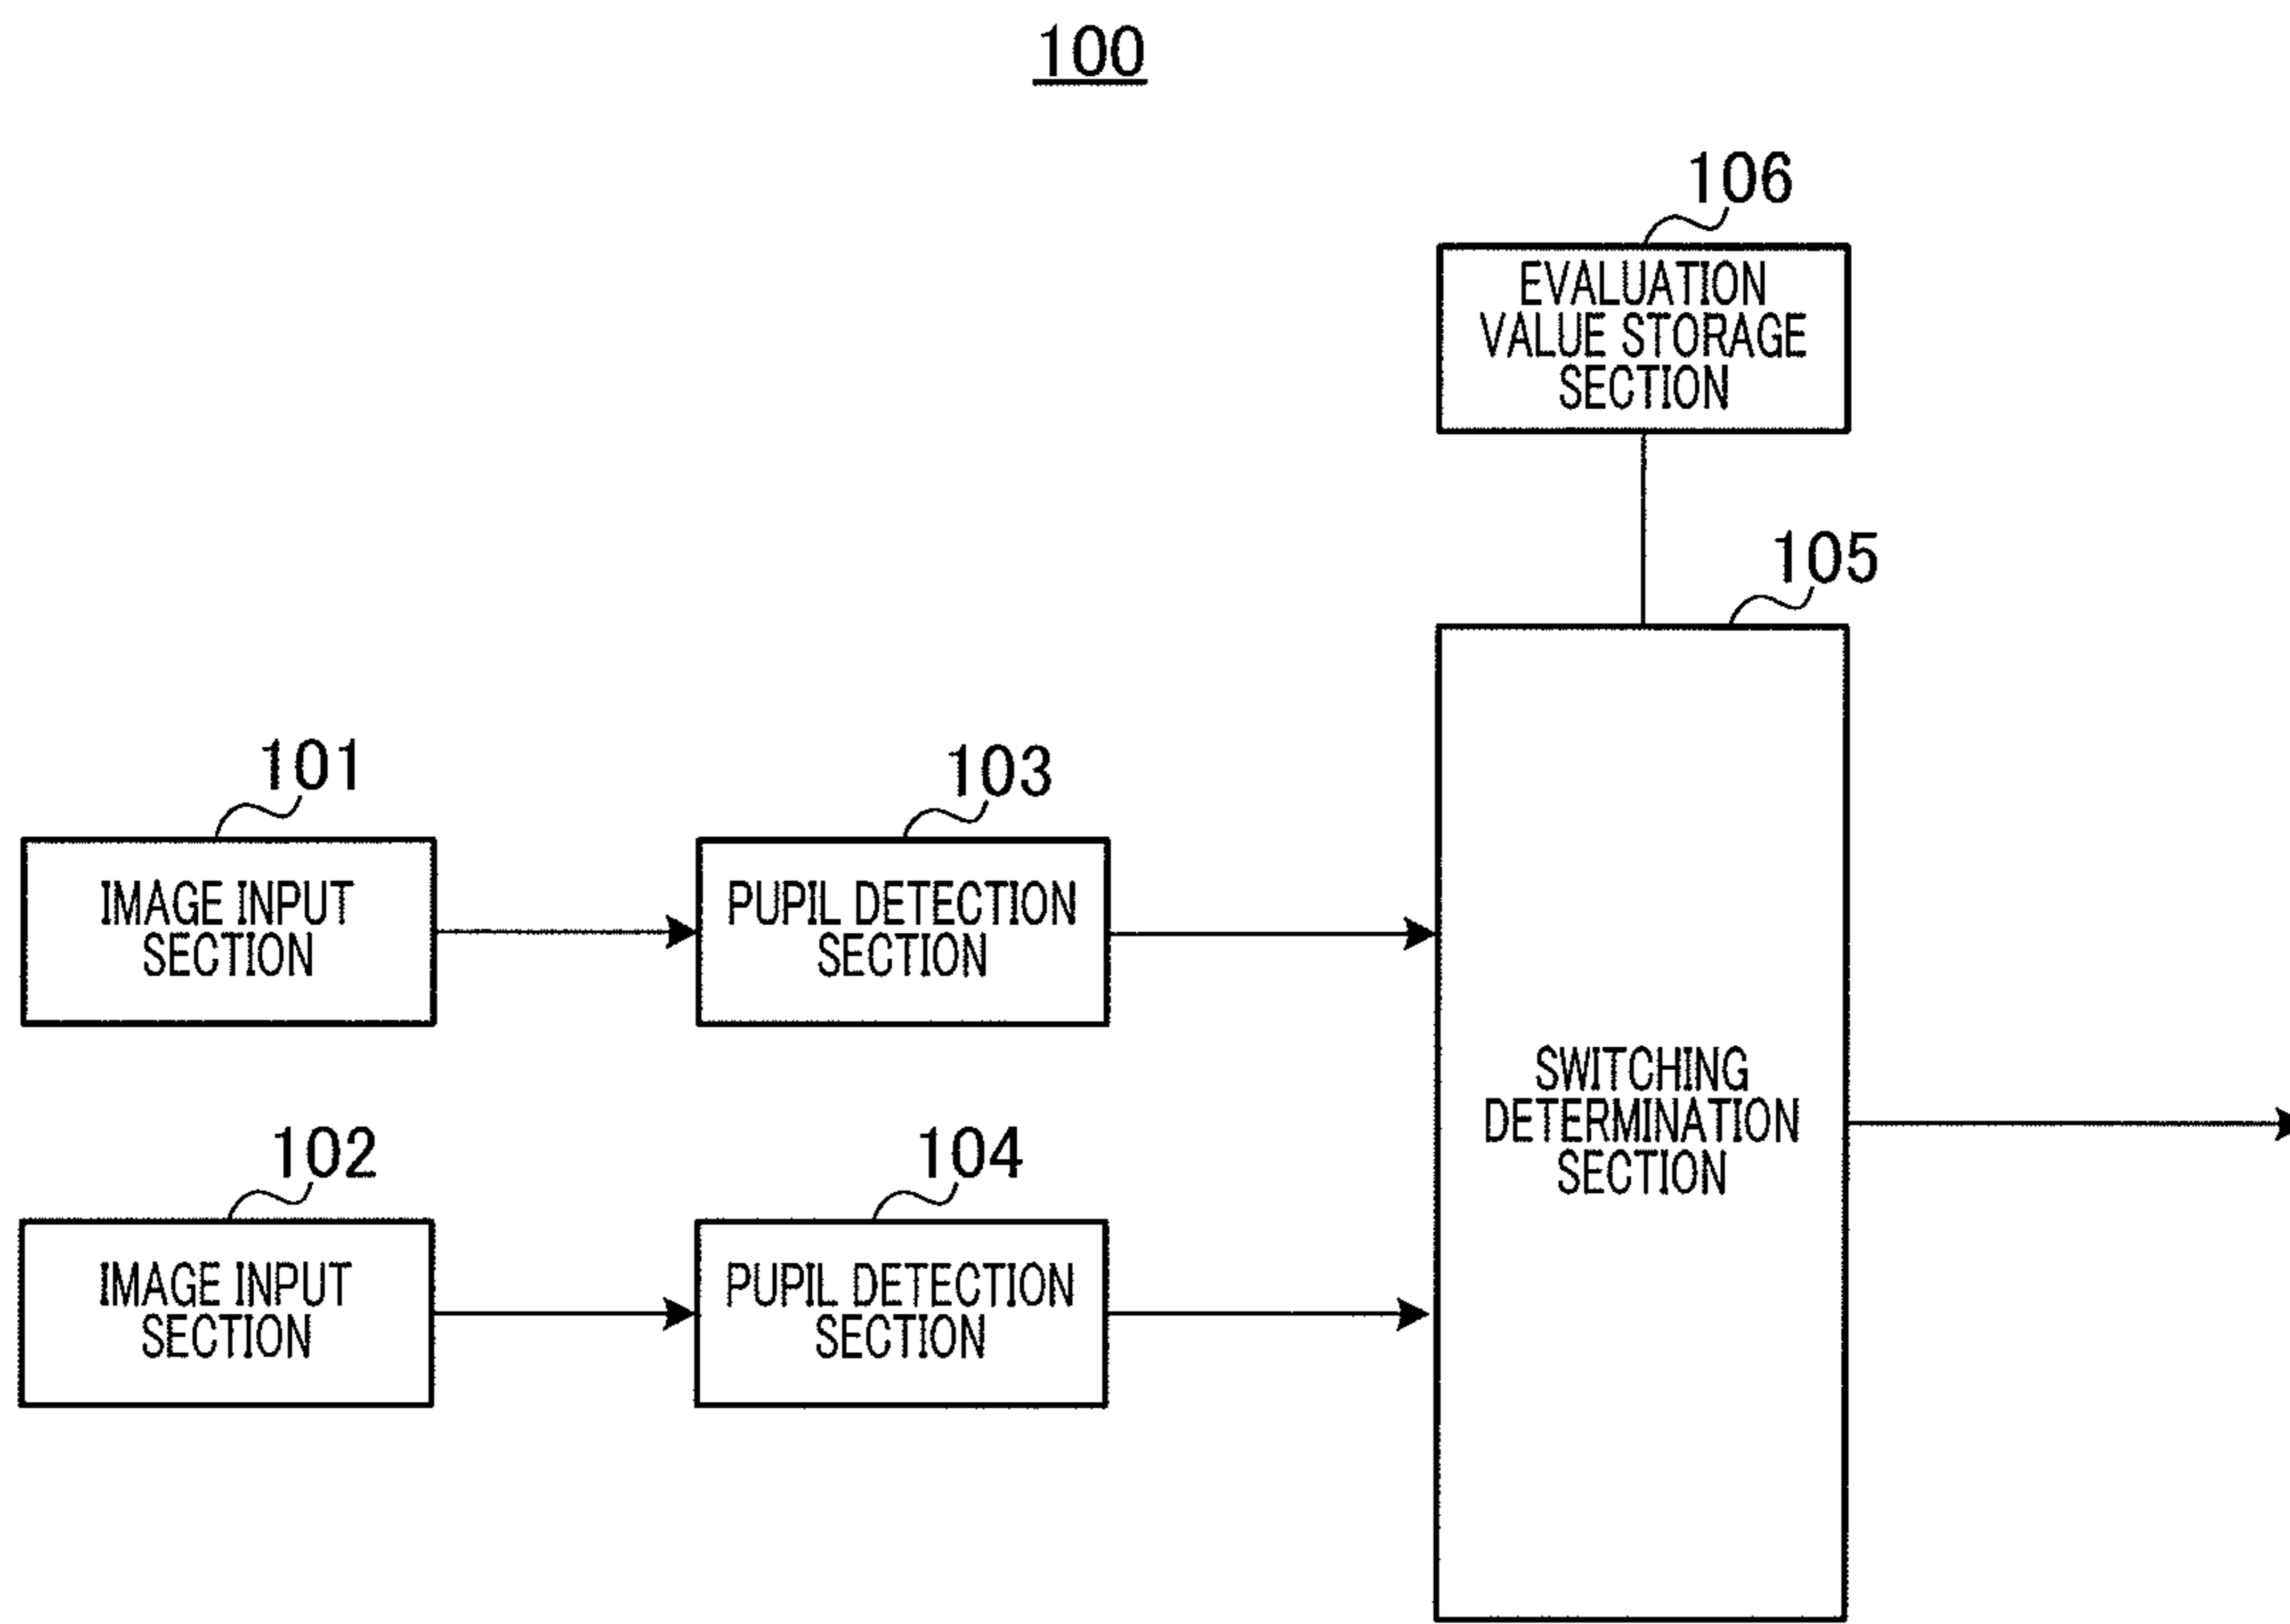 100
106
EVALUATION
VALUE STORAGE
SECTION
105
101
IMAGE INPUT
SECTION
103
PUPIL DETECTION
SECTION
SWITCHING
DETERMINATION
SECTION
102
IMAGE INPUT
SECTION
104
PUPIL DETECTION
SECTION